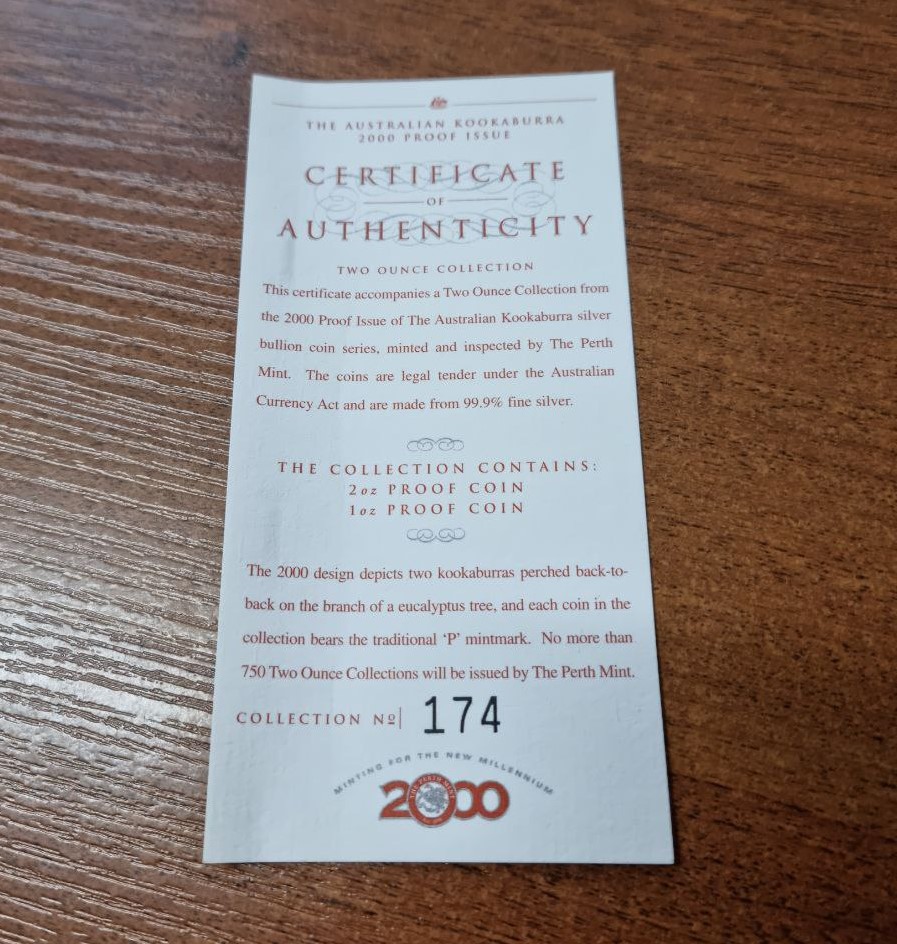 THE AUSTRALIAN KOOKABURRA
2000 PROOF ISSUE
CERTIFICATE
OF
AUTHENTICITY
TWO OUNCE COLLECTION
This certificate accompanies a Two Ounce Collection from
the 2000 Proof Issue of The Australian Kookaburra silver
bullion coin series, minted and inspected by The Perth
Mint. The coins are legal tender under the Australian
Currency Act and are made from 99.9% fine silver.
THE COLLECTION CONTAINS:
2oz PROOF COIN
1oz PROOF COIN
The 2000 design depicts two kookaburras perched back-to-
back on the branch of a eucalyptus tree, and each coin in the
collection bears the traditional ‘P’ mintmark. No more than
750 Two Ounce Collections will be issued by The Perth Mint.
COLLECTION Nº 174
MINTING FOR THE NEW MILLENNIUM
2000
THE PERTH MINT